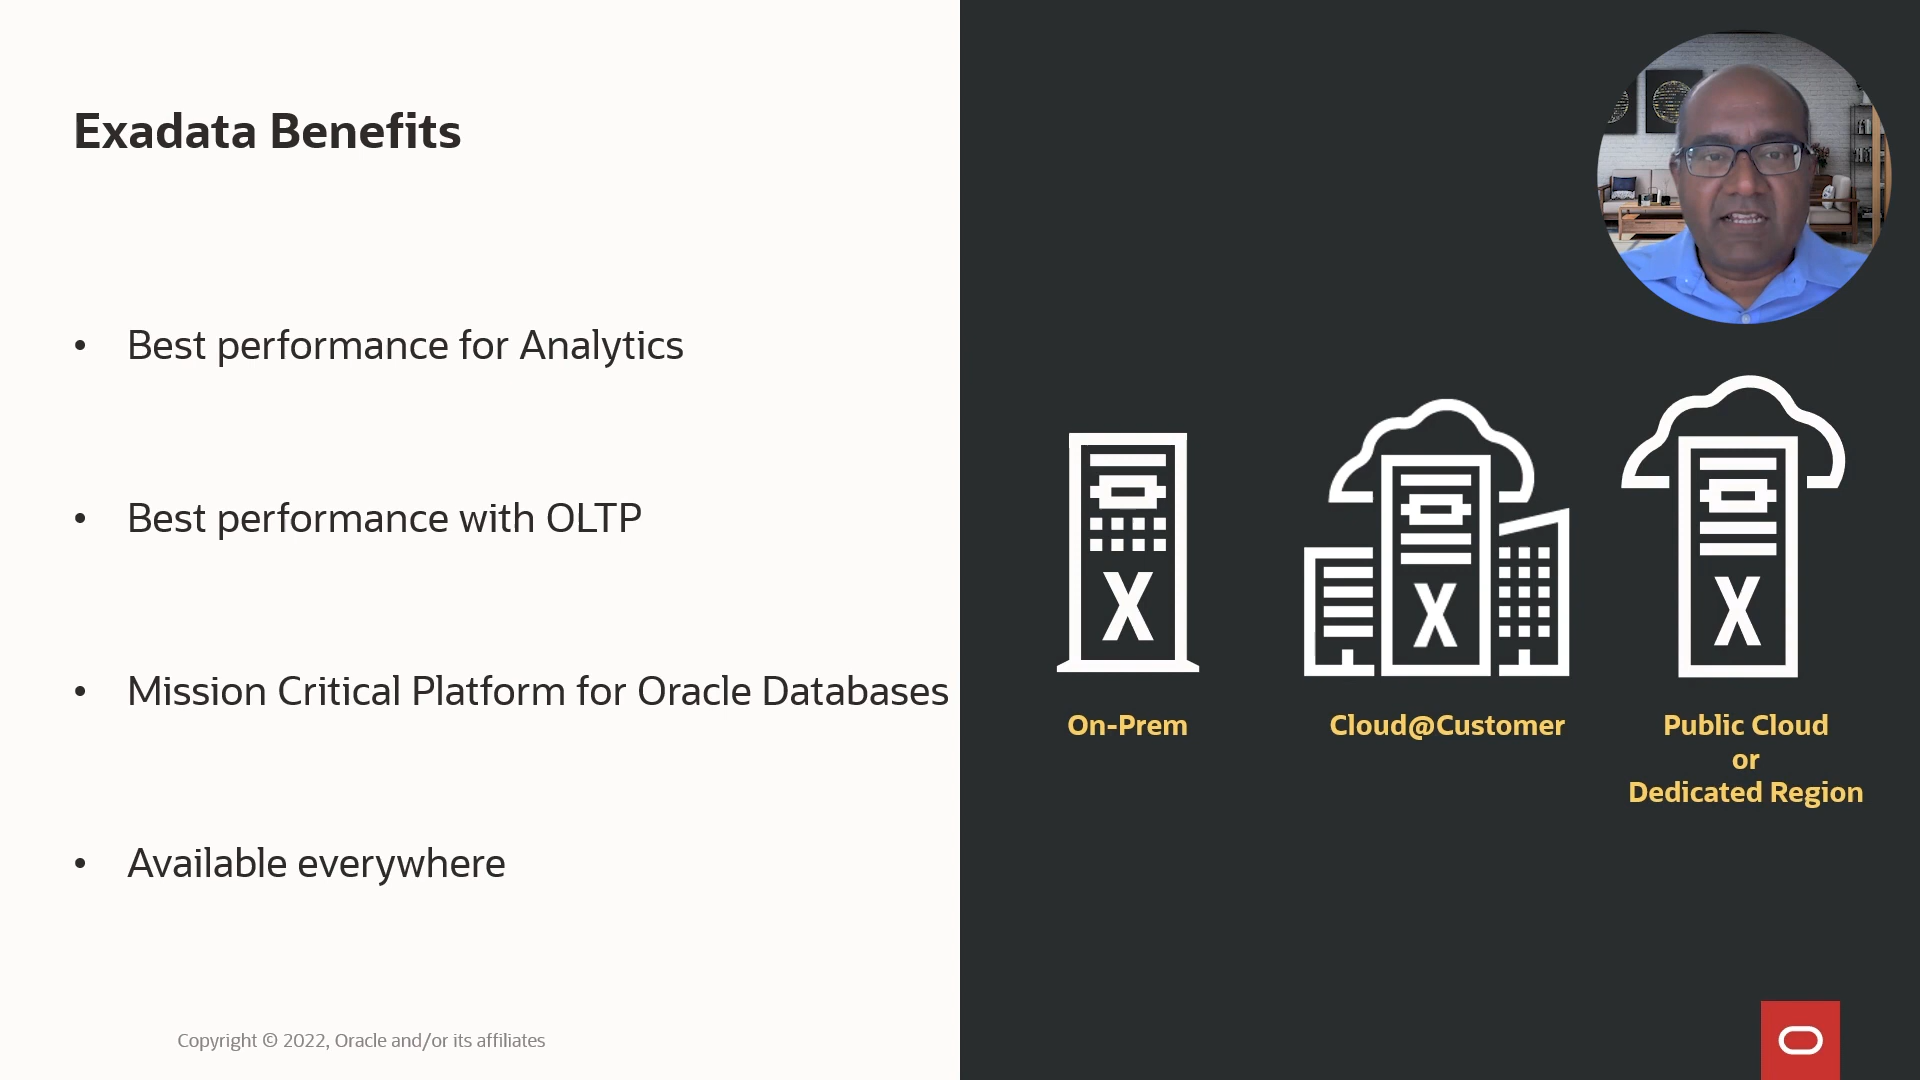 Exadata Benefits
• Best performance for Analytics
• Best performance with OLTP
• Mission Critical Platform for Oracle Databases
• Available everywhere
Copyright © 2022, Oracle and/or its affiliates
X
X
X
On-Prem
Cloud@Customer
Public Cloud
or
Dedicated Region